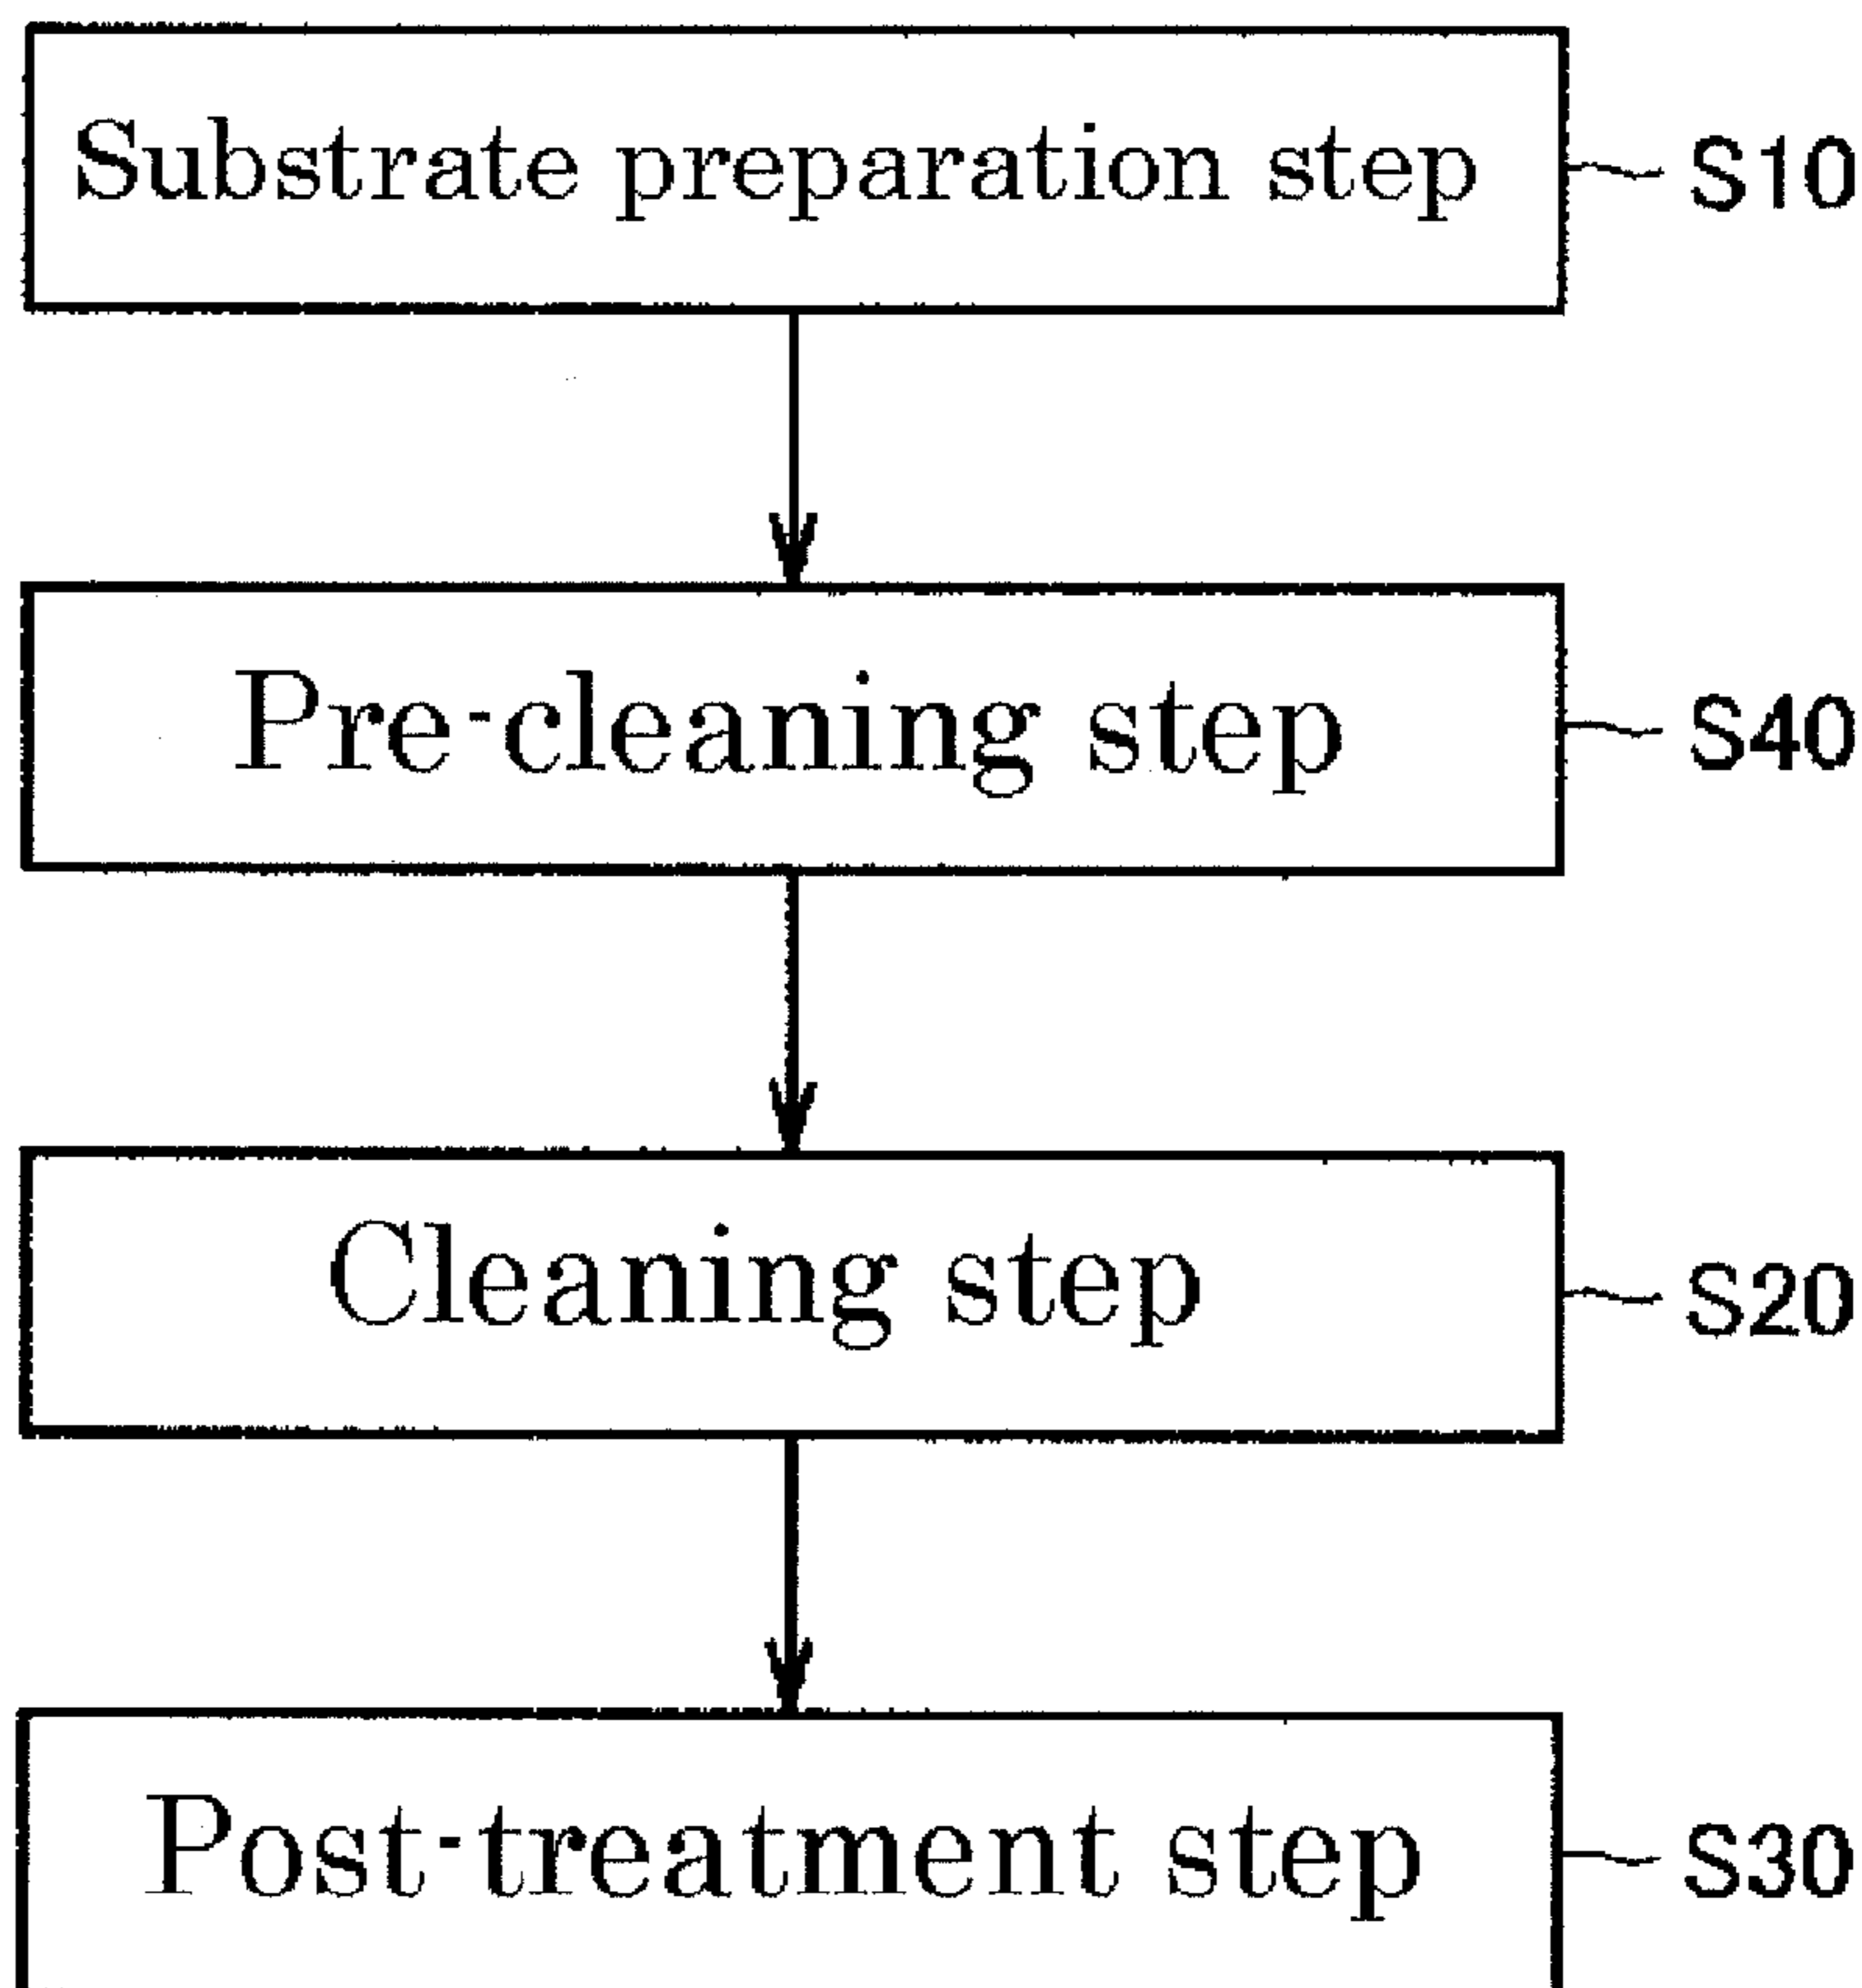 Substrate preparation step S10
Pre-cleaning step S40
Cleaning step S20
Post-treatment step S30